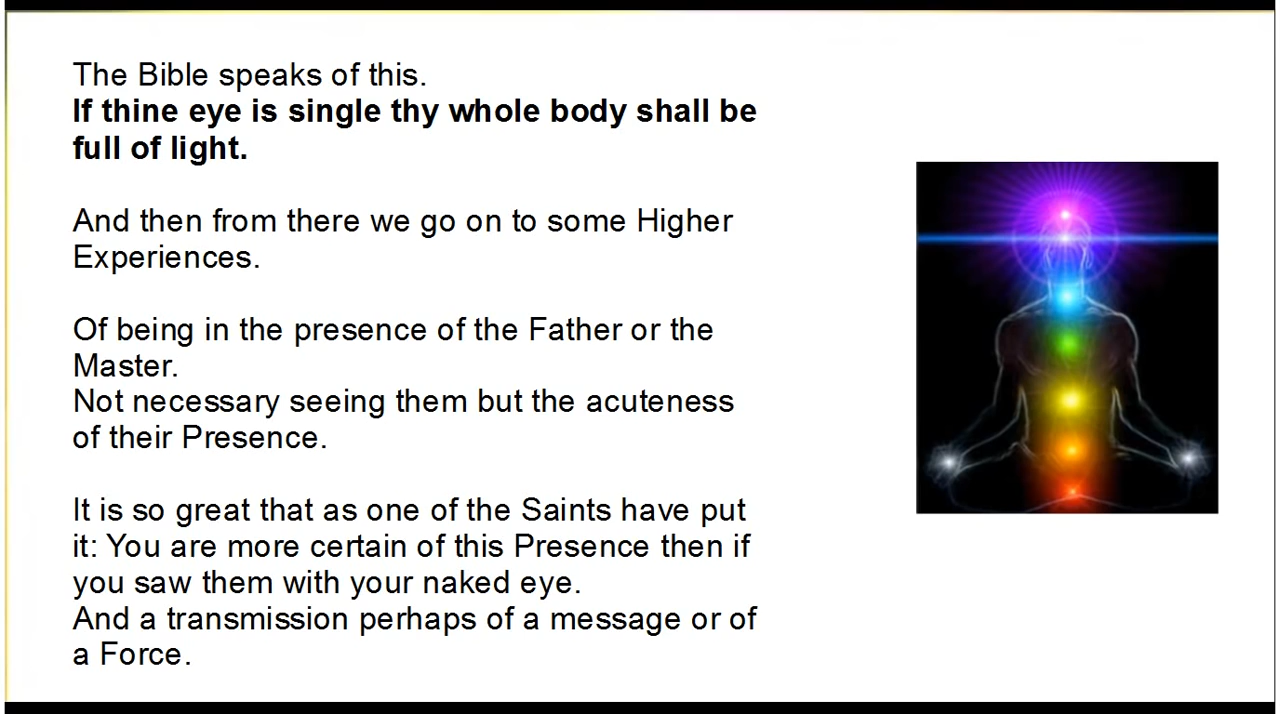 The Bible speaks of this.
If thine eye is single thy whole body shall be
full of light.
And then from there we go on to some Higher
Experiences.
Of being in the presence of the Father or the
Master.
Not necessary seeing them but the acuteness
of their Presence.
It is so great that as one of the Saints have put
it: You are more certain of this Presence then if
you saw them with your naked eye.
And a transmission perhaps of a message or of
a Force.